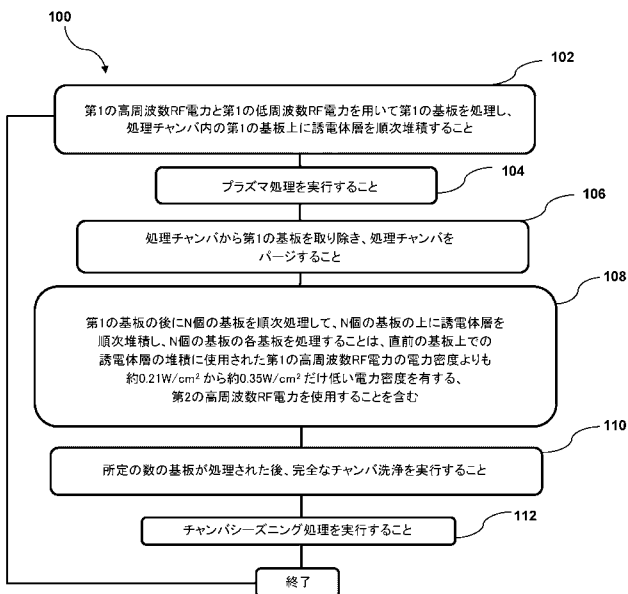 100
102
第1の高周波数RF電力と第1の低周波数RF電力を用いて第1の基板を処理し、
処理チャンバ内の第1の基板上に誘電体層を順次堆積すること
104
プラズマ処理を実行すること
106
処理チャンバから第1の基板を取り除き、処理チャンバを
パージすること
108
第1の基板の後にN個の基板を順次処理して、N個の基板の上に誘電体層を
順次堆積し、N個の基板の各基板を処理することは、直前の基板上での
誘電体層の堆積に使用された第1の高周波数RF電力の電力密度よりも
約0.21W/cm² から約0.35W/cm² だけ低い電力密度を有する、
第2の高周波数RF電力を使用することを含む
110
所定の数の基板が処理された後、完全なチャンバ洗浄を実行すること
112
チャンバシーズニング処理を実行すること
終了